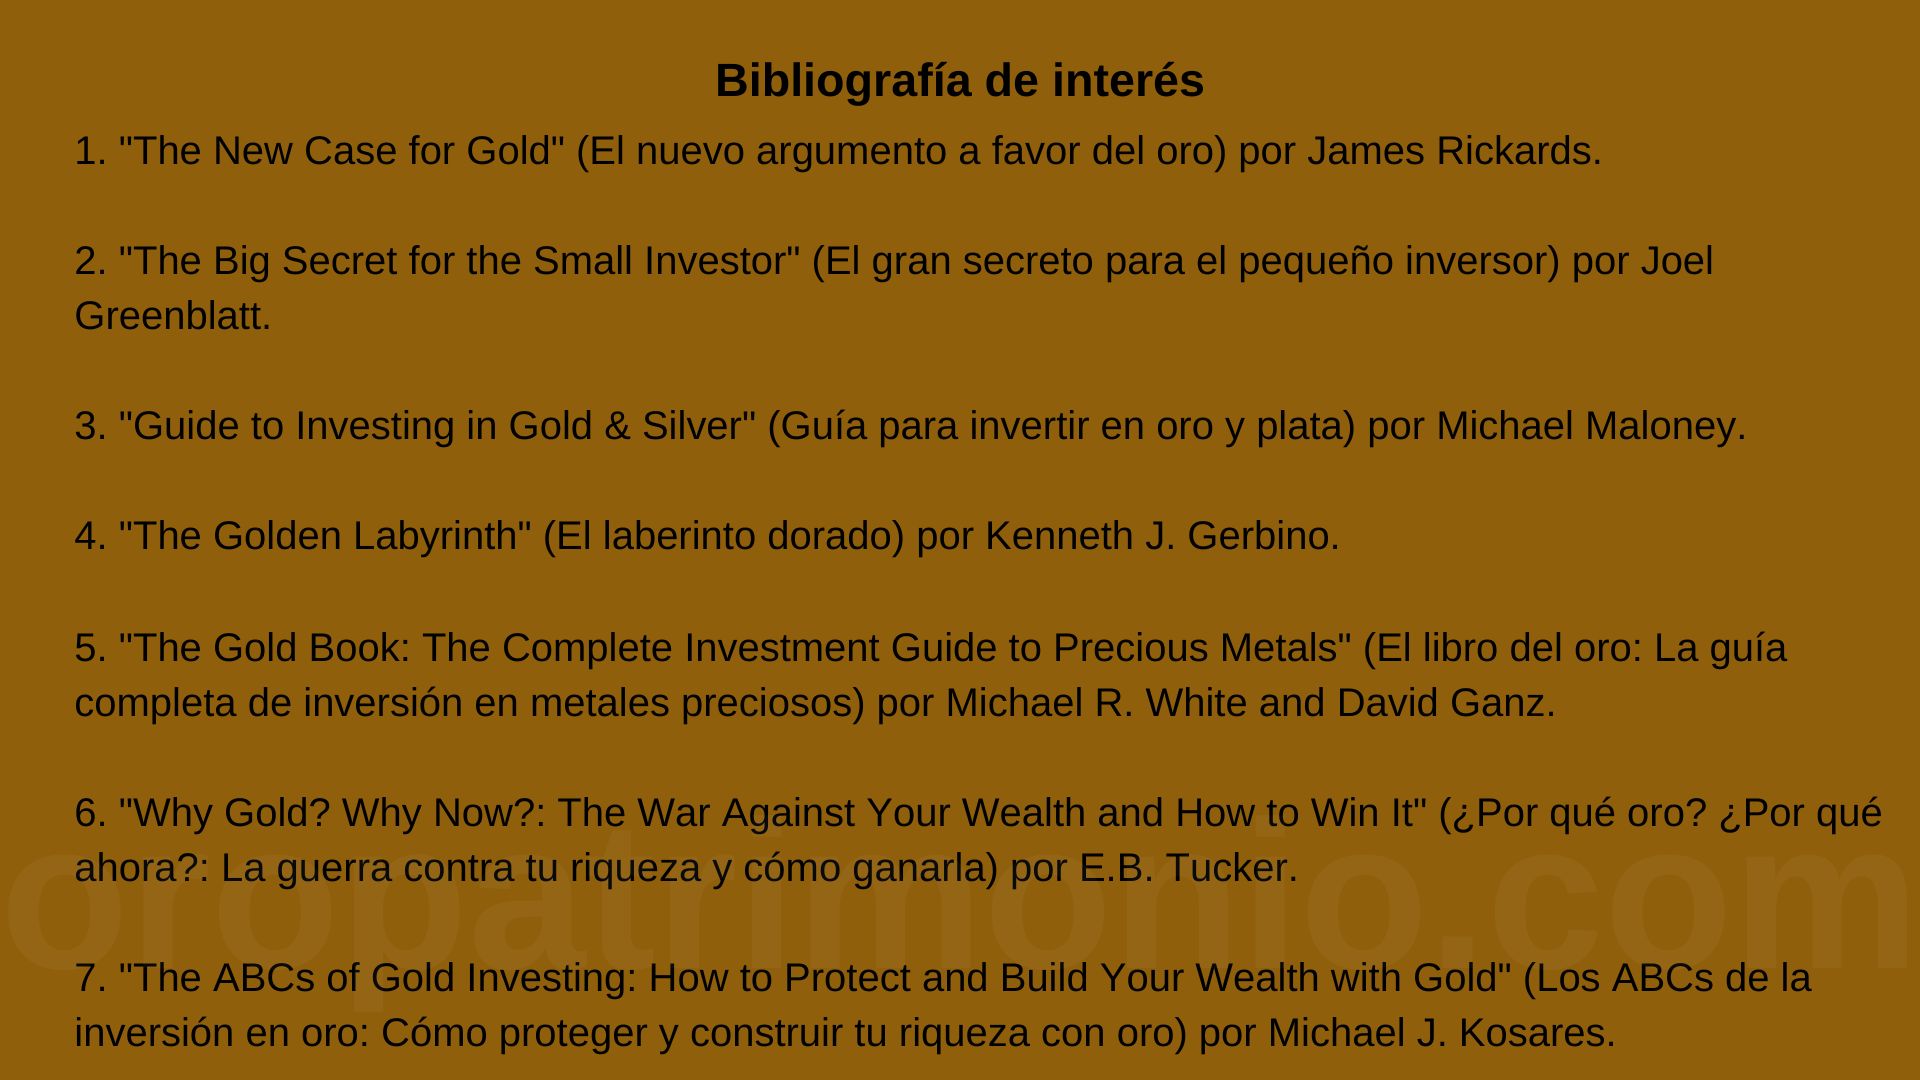 Bibliografía de interés
1. "The New Case for Gold" (El nuevo argumento a favor del oro) por James Rickards.
2. "The Big Secret for the Small Investor" (El gran secreto para el pequeño inversor) por Joel
Greenblatt.
3. "Guide to Investing in Gold & Silver" (Guía para invertir en oro y plata) por Michael Maloney.
4. "The Golden Labyrinth" (El laberinto dorado) por Kenneth J. Gerbino.
5. "The Gold Book: The Complete Investment Guide to Precious Metals" (El libro del oro: La guía
completa de inversión en metales preciosos) por Michael R. White and David Ganz.
6. "Why Gold? Why Now?: The War Against Your Wealth and How to Win It" (¿Por qué oro? ¿Por qué
ahora?: La guerra contra tu riqueza y cómo ganarla) por E.B. Tucker.
oropatrimonio.com
7. "The ABCs of Gold Investing: How to Protect and Build Your Wealth with Gold" (Los ABCs de la
inversión en oro: Cómo proteger y construir tu riqueza con oro) por Michael J. Kosares.